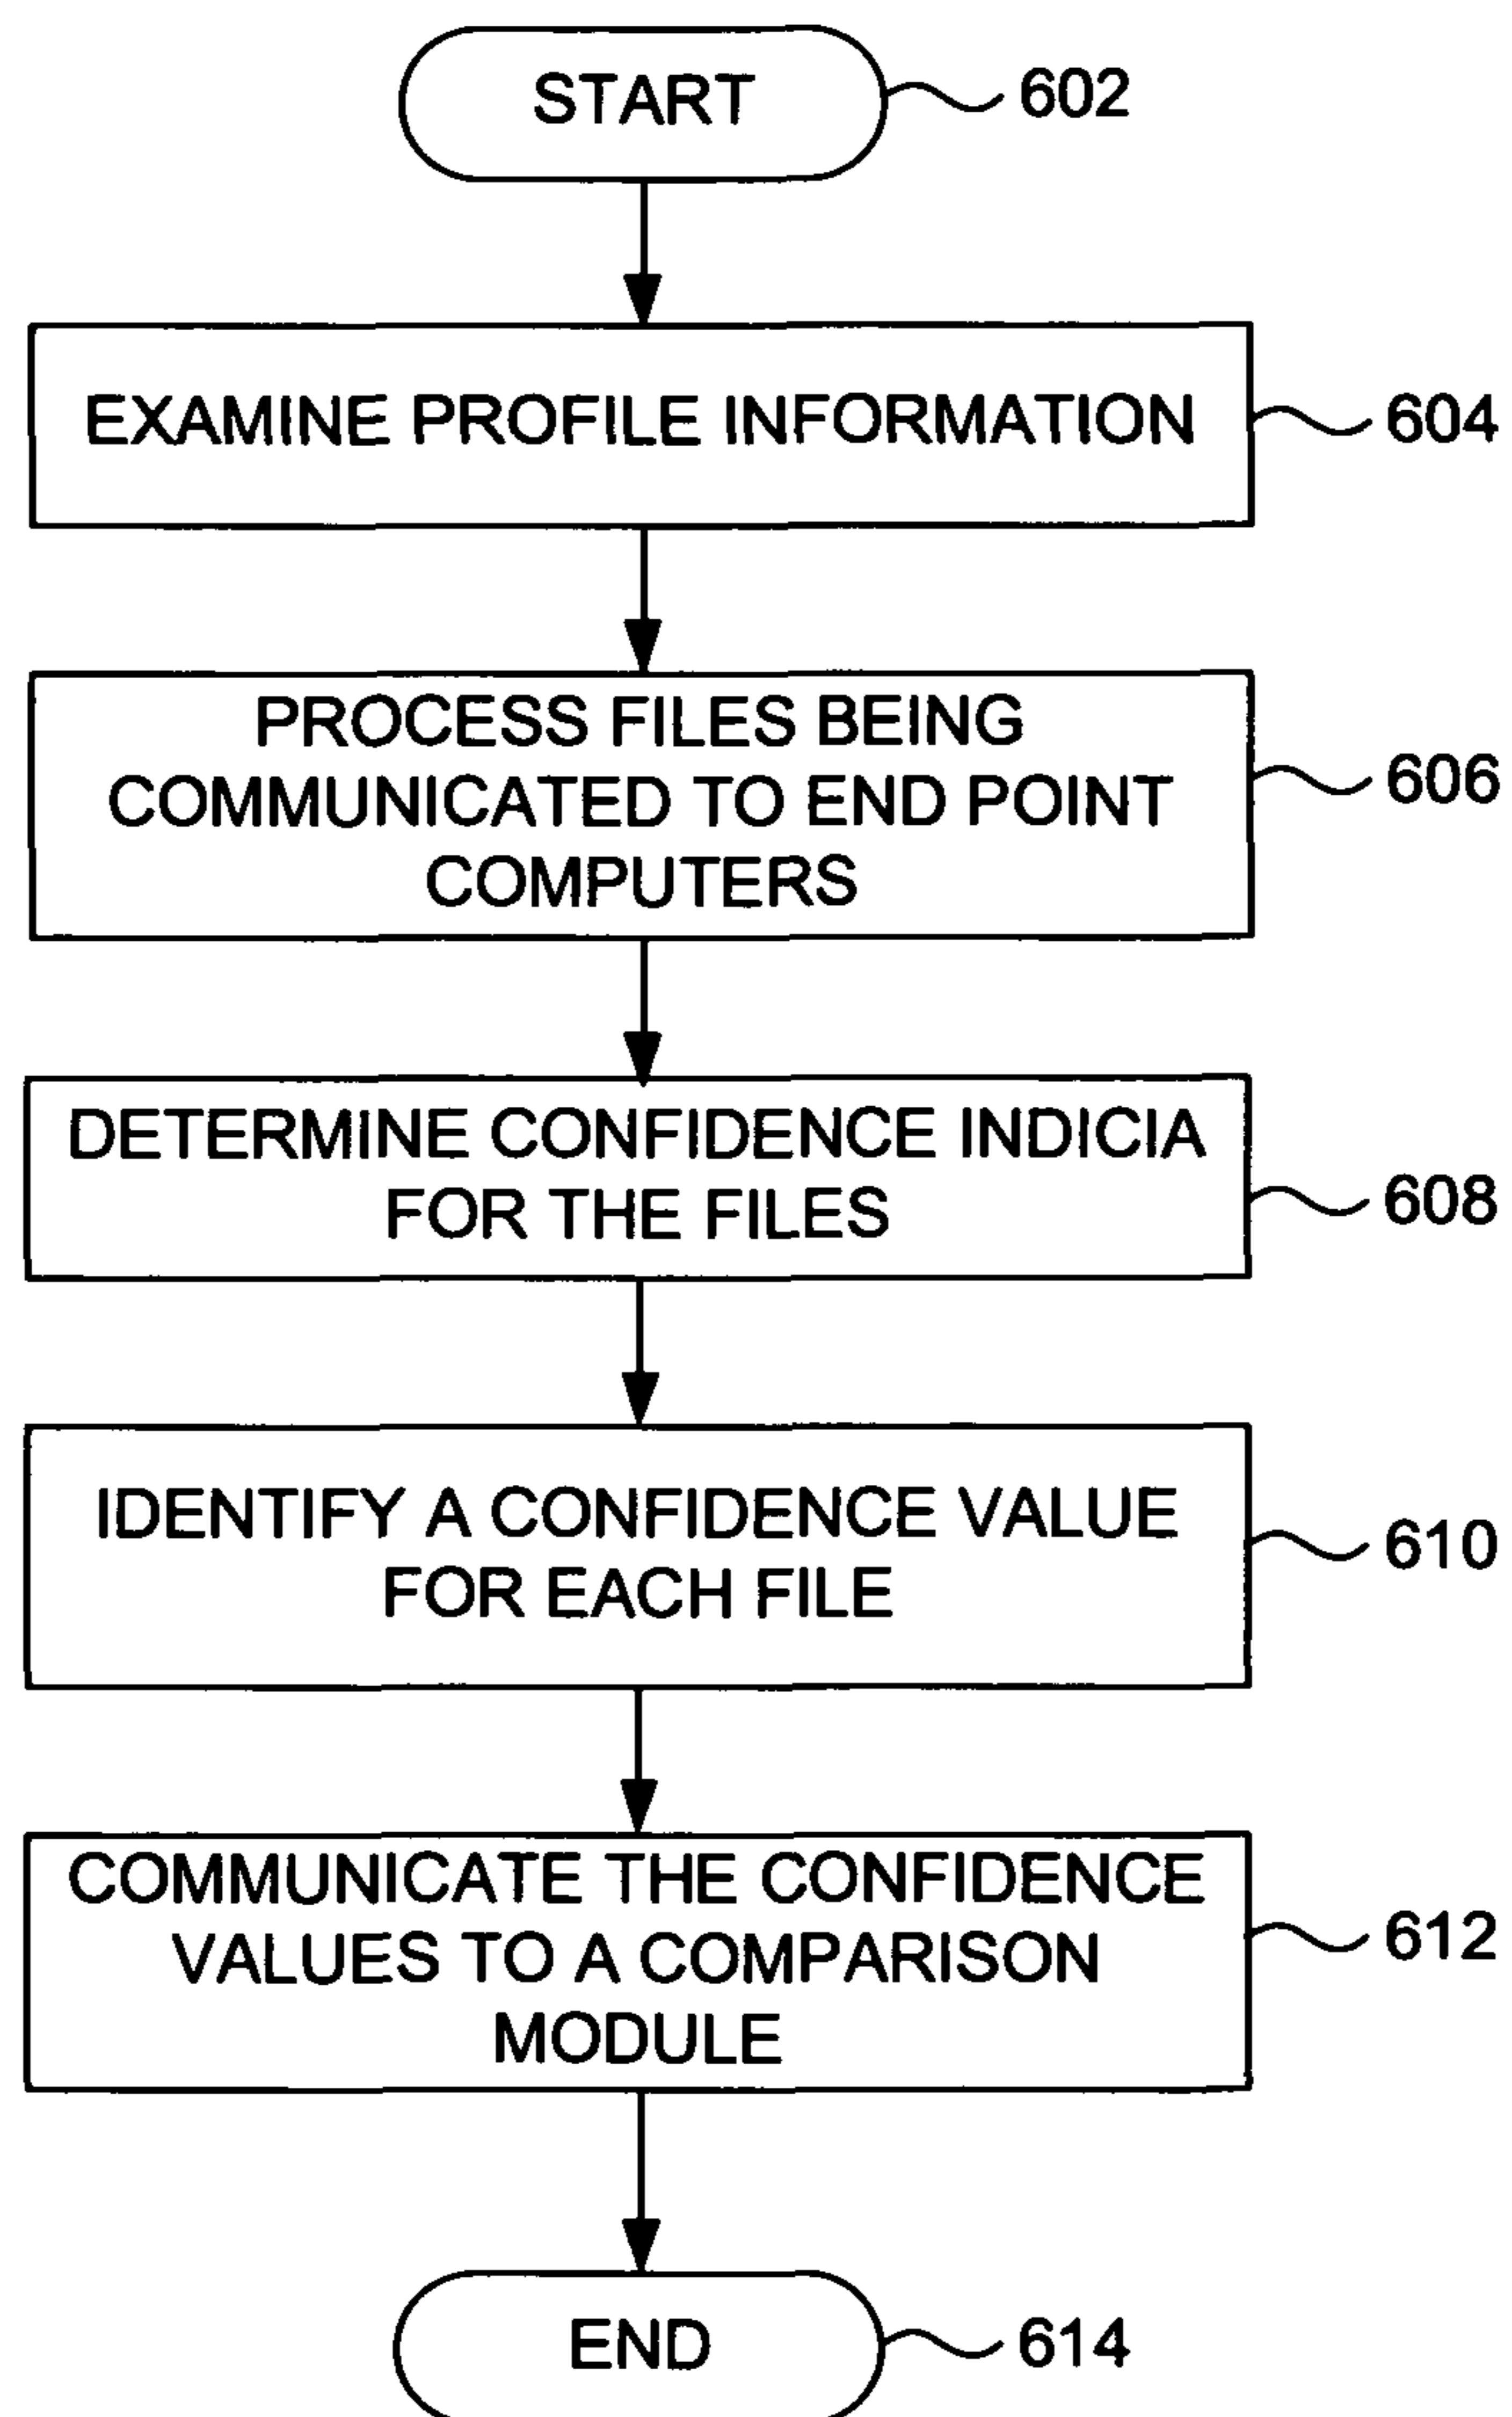 START
602
EXAMINE PROFILE INFORMATION
604
PROCESS FILES BEING
COMMUNICATED TO END POINT
COMPUTERS
606
DETERMINE CONFIDENCE INDICIA
FOR THE FILES
608
IDENTIFY A CONFIDENCE VALUE
FOR EACH FILE
610
COMMUNICATE THE CONFIDENCE
VALUES TO A COMPARISON
MODULE
612
END
614